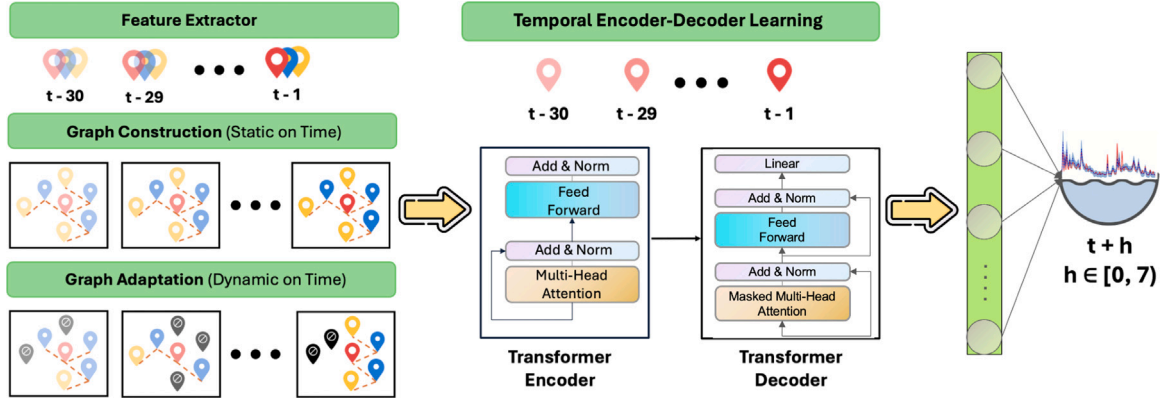 Feature Extractor
t - 30
t - 29
t - 1
Graph Construction (Static on Time)
Graph Adaptation (Dynamic on Time)
Temporal Encoder-Decoder Learning
t - 30
t - 29
t - 1
Add & Norm
Feed
Forward
Add & Norm
Multi-Head
Attention
Transformer
Encoder
Linear
Add & Norm
Feed
Forward
Add & Norm
Masked Multi-Head
Attention
Transformer
Decoder
t + h
h ∈ [0, 7)